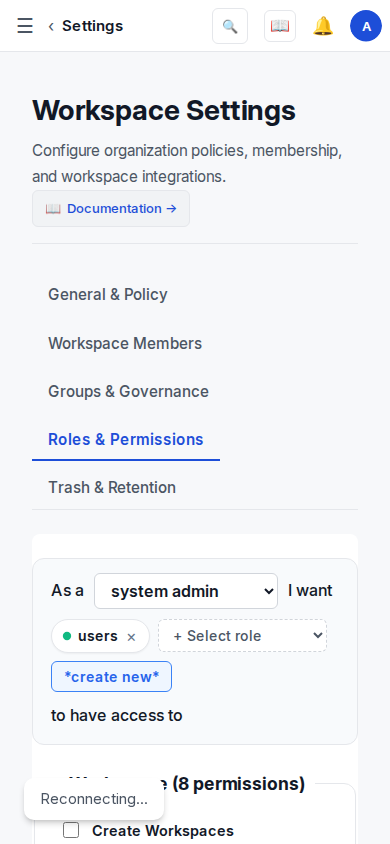 ☰ ‹ Settings 🔍 📖 🔔 A
Workspace Settings
Configure organization policies, membership,
and workspace integrations.
📖 Documentation →
General & Policy
Workspace Members
Groups & Governance
Roles & Permissions
Trash & Retention
As a system admin I want
users × + Select role
*create new*
to have access to
(8 permissions)
Reconnecting...
Create Workspaces